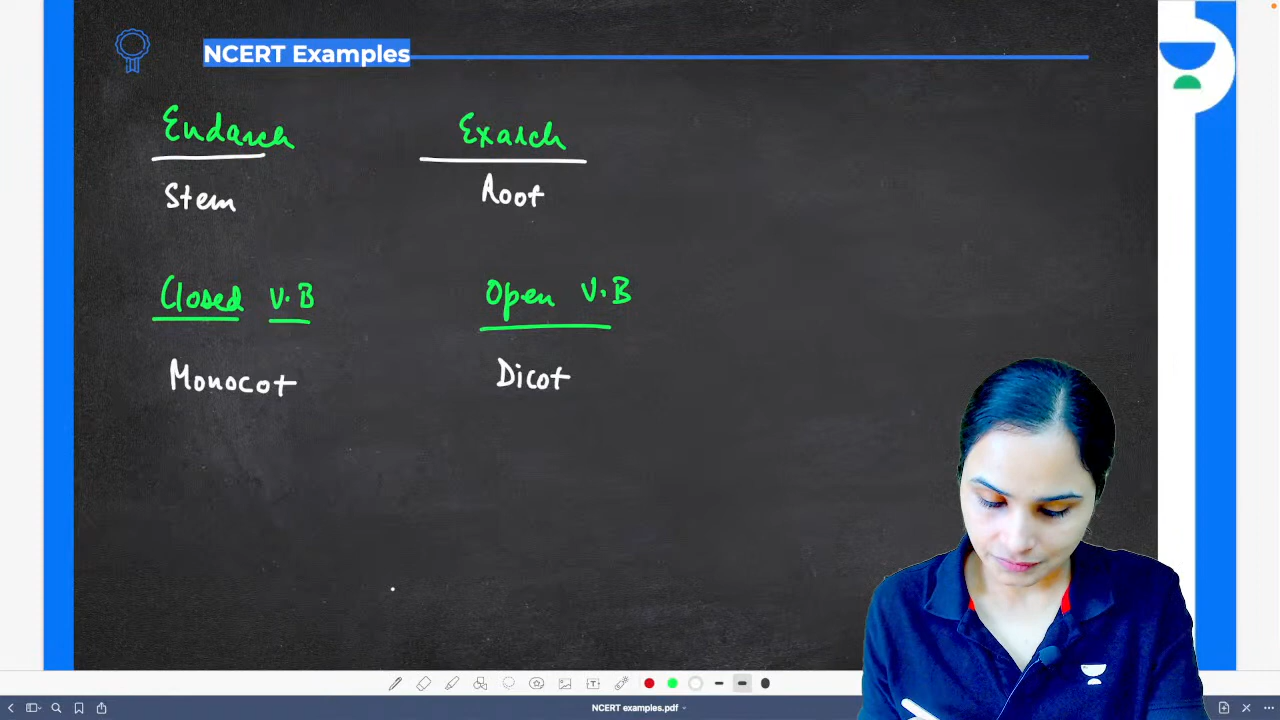 NCERT Examples
Endarch Exarch
Stem Root
Closed V.B Open V.B
Monocot Dicot
NCERT examples.pdf